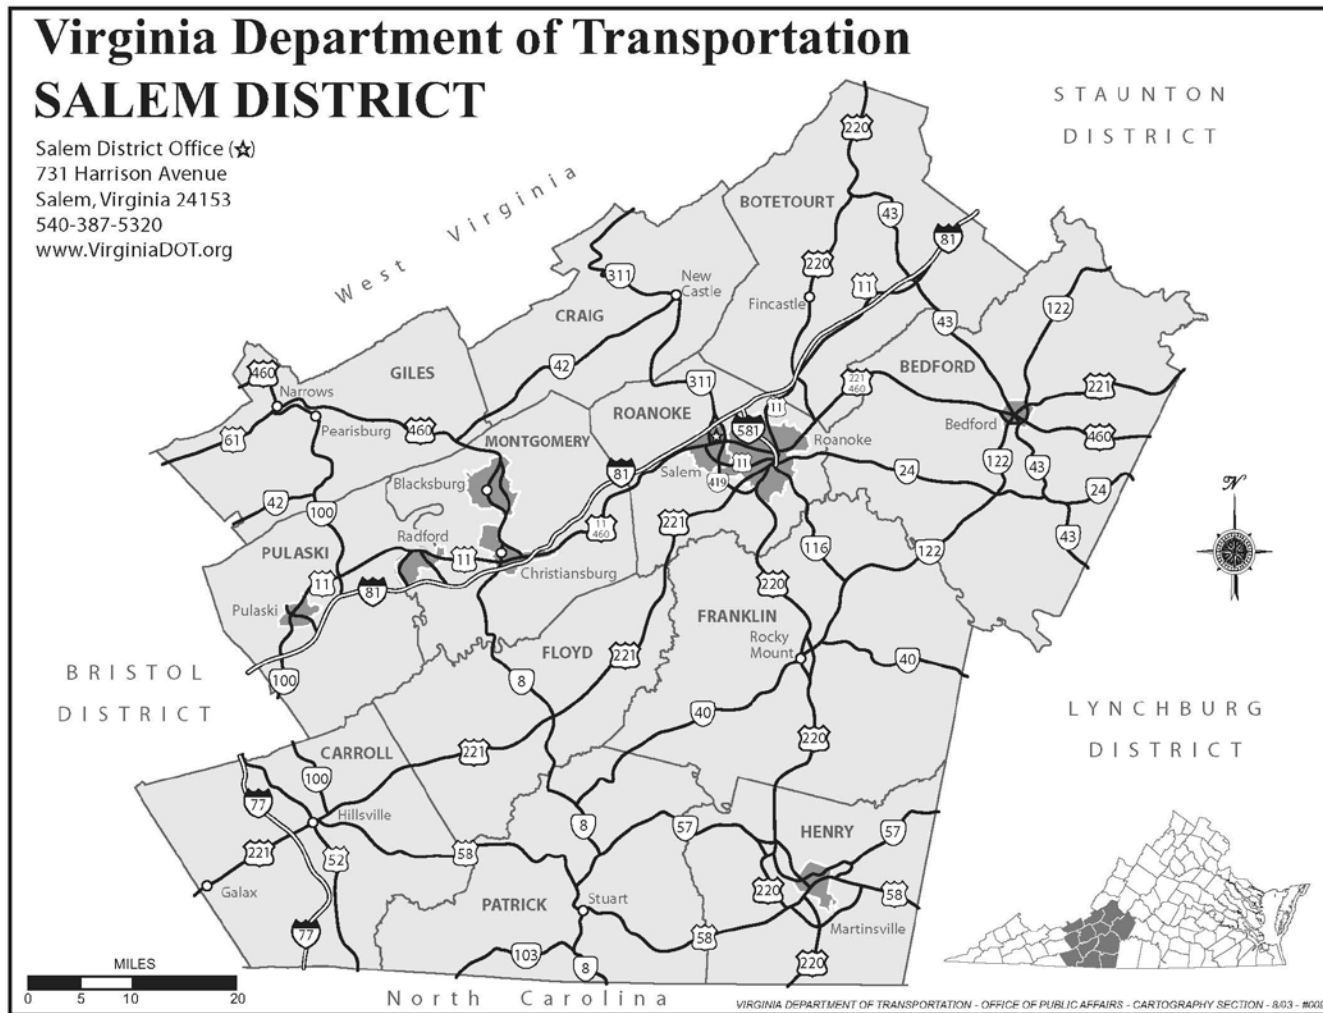 Virginia Department of Transportation
SALEM DISTRICT
Salem District Office (☆)
731 Harrison Avenue
Salem, Virginia 24153
540-387-5320
www.VirginiaDOT.org
STAUNTON
DISTRICT
West Virginia
220
BOTETOURT
43
81
220
11
Fincastle
311
New
Castle
CRAIG
122
43
42
BEDFORD
460
GILES
Narrows
311
221
460
221
61
Pearisburg
460
ROANOKE
11
581
Bedford
460
MONTGOMERY
Roanoke
81
Salem
11
24
122
43
24
419
Blacksburg
42
100
221
11
460
116
43
122
Radford
PULASKI
11
11
Christiansburg
81
220
Pulaski
FRANKLIN
Rocky
Mount
FLOYD
221
40
BRISTOL
DISTRICT
100
8
40
LYNCHBURG
DISTRICT
220
CARROLL
221
100
77
Hillsville
8
57
HENRY
57
221
52
58
Galax
220
58
PATRICK
Stuart
Martinsville
77
58
103
8
220
N
MILES
0 5 10 20
North Carolina
VIRGINIA DEPARTMENT OF TRANSPORTATION - OFFICE OF PUBLIC AFFAIRS - CARTOGRAPHY SECTION - 8/03 -